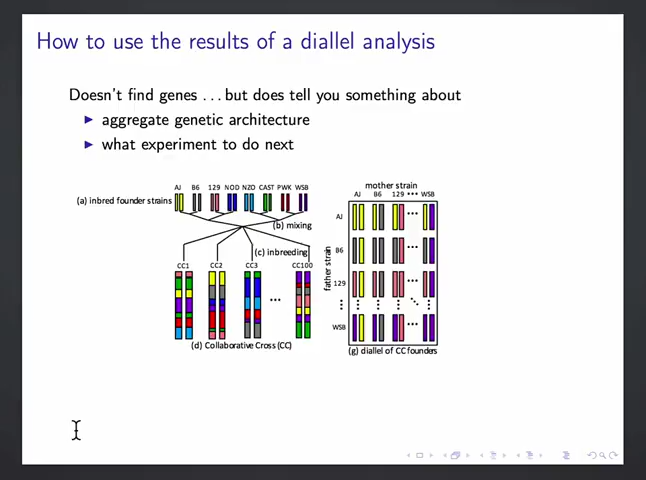 How to use the results of a diallel analysis
Doesn't find genes ... but does tell you something about
aggregate genetic architecture
what experiment to do next
AJ B6 129 NOD NZO CAST PWK WSB
(a) inbred founder strains
(b) mixing
(c) inbreeding
CC1 CC2 CC3 CC100
...
(d) Collaborative Cross (CC)
mother strain
AJ B6 129 ... WSB
father strain
AJ ...
B6 ...
129 ...
WSB ...
(g) diallel of CC founders